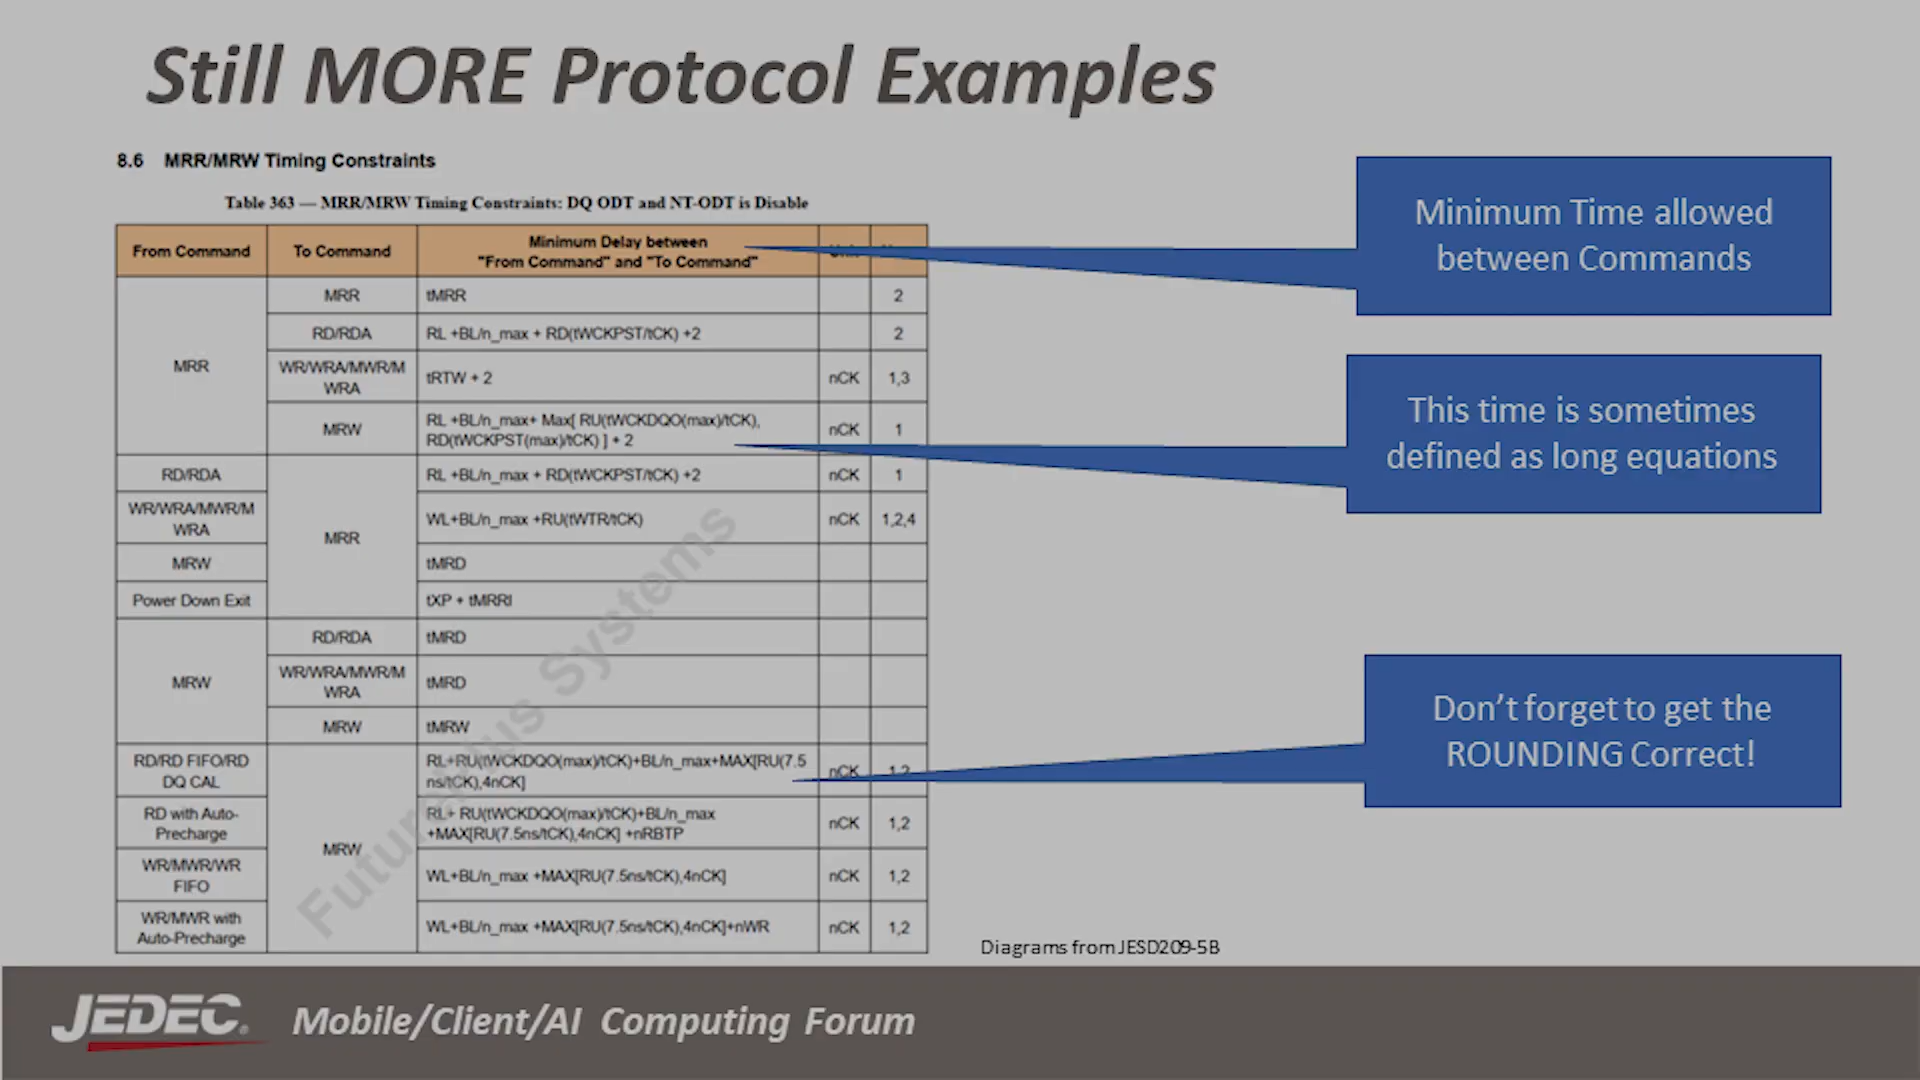 Still MORE Protocol Examples
8.6 MRR/MRW Timing Constraints
Table 363 — MRR/MRW Timing Constraints: DQ ODT and NT-ODT is Disable
From Command
To Command
Minimum Delay between
"From Command" and "To Command"
MRR
MRR
tMRR
2
RD/RDA
RL +BL/n_max + RD(tWCKPST/tCK) +2
2
WR/WRA/MWR/M
WRA
tRTW + 2
nCK
1,3
MRW
RL +BL/n_max+ Max[ RU(tWCKDQO(max)/tCK),
RD(tWCKPST(max)/tCK) ] + 2
nCK
1
RD/RDA
MRR
RL +BL/n_max + RD(tWCKPST/tCK) +2
nCK
1
WR/WRA/MWR/M
WRA
WL+BL/n_max +RU(tWTR/tCK)
nCK
1,2,4
MRW
tMRD
Power Down Exit
tXP + tMRRI
MRW
RD/RDA
tMRD
WR/WRA/MWR/M
WRA
tMRD
MRW
tMRW
RD/RD FIFO/RD
DQ CAL
MRW
RL+RU(tWCKDQO(max)/tCK)+BL/n_max+MAX[RU(7.5
ns/tCK),4nCK]
nCK
1,2
RD with Auto-
Precharge
RL+ RU(tWCKDQO(max)/tCK)+BL/n_max
+MAX[RU(7.5ns/tCK),4nCK] +nRBTP
nCK
1,2
WR/MWR/WR
FIFO
WL+BL/n_max +MAX[RU(7.5ns/tCK),4nCK]
nCK
1,2
WR/MWR with
Auto-Precharge
WL+BL/n_max +MAX[RU(7.5ns/tCK),4nCK]+nWR
nCK
1,2
FuturePlus Systems
Minimum Time allowed
between Commands
This time is sometimes
defined as long equations
Don't forget to get the
ROUNDING Correct!
Diagrams from JESD209-5B
JEDEC.
Mobile/Client/AI Computing Forum